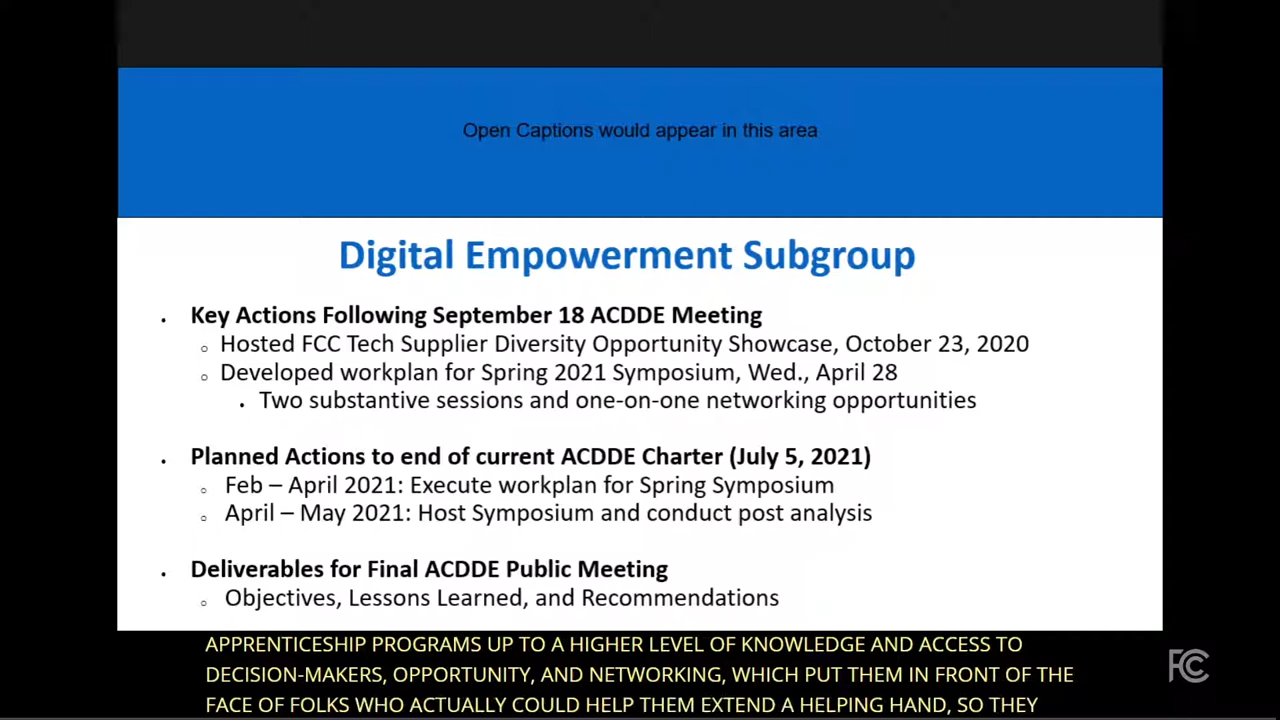 Open Captions would appear in this area
Digital Empowerment Subgroup
• Key Actions Following September 18 ACDDE Meeting
○ Hosted FCC Tech Supplier Diversity Opportunity Showcase, October 23, 2020
○ Developed workplan for Spring 2021 Symposium, Wed., April 28
• Two substantive sessions and one-on-one networking opportunities
• Planned Actions to end of current ACDDE Charter (July 5, 2021)
○ Feb – April 2021: Execute workplan for Spring Symposium
○ April – May 2021: Host Symposium and conduct post analysis
• Deliverables for Final ACDDE Public Meeting
○ Objectives, Lessons Learned, and Recommendations
APPRENTICESHIP PROGRAMS UP TO A HIGHER LEVEL OF KNOWLEDGE AND ACCESS TO
DECISION-MAKERS, OPPORTUNITY, AND NETWORKING, WHICH PUT THEM IN FRONT OF THE
FACE OF FOLKS WHO ACTUALLY COULD HELP THEM EXTEND A HELPING HAND, SO THEY
FCC